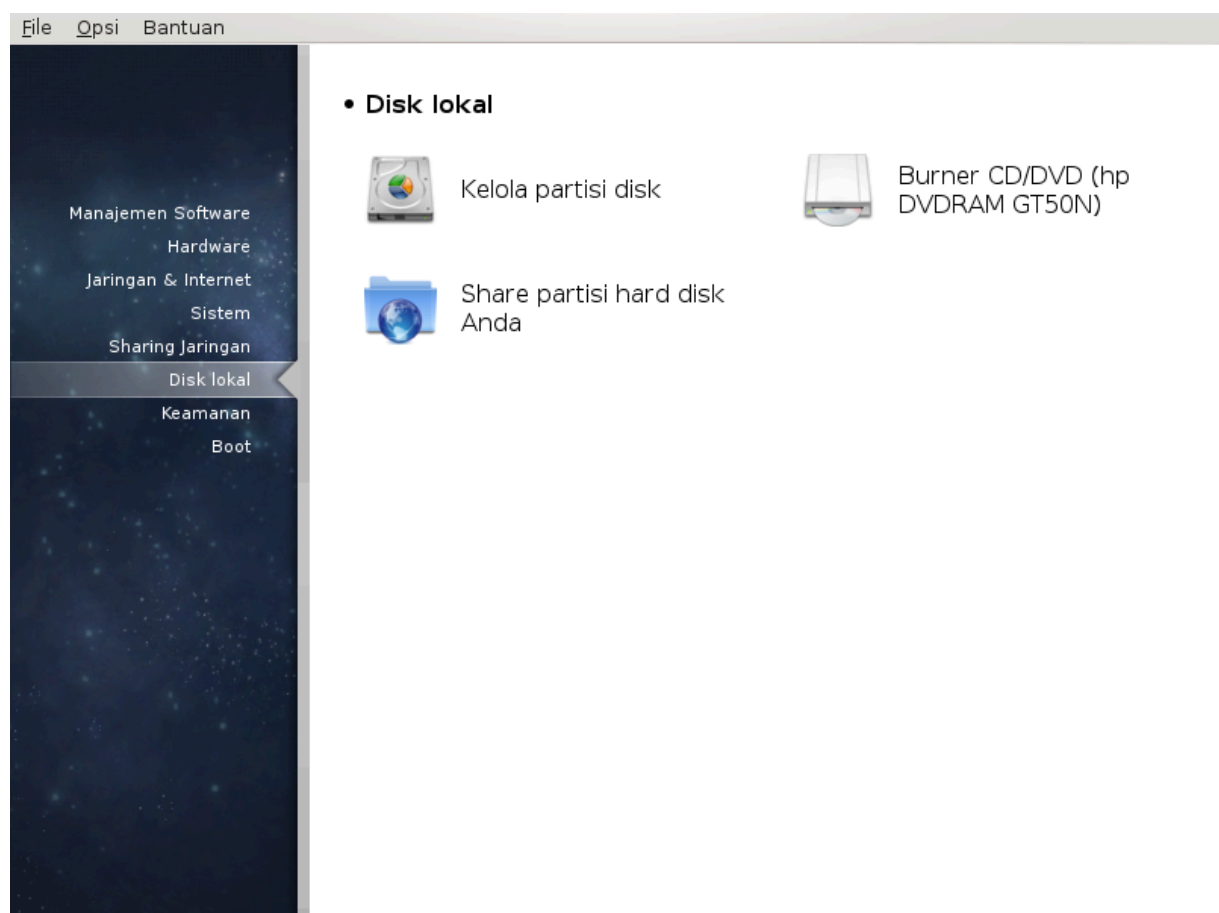 File Opsi Bantuan
Manajemen Software
Hardware
Jaringan & Internet
Sistem
Sharing Jaringan
Disk lokal
Keamanan
Boot
• Disk lokal
Kelola partisi disk
Burner CD/DVD (hp
DVDRAM GT50N)
Share partisi hard disk
Anda